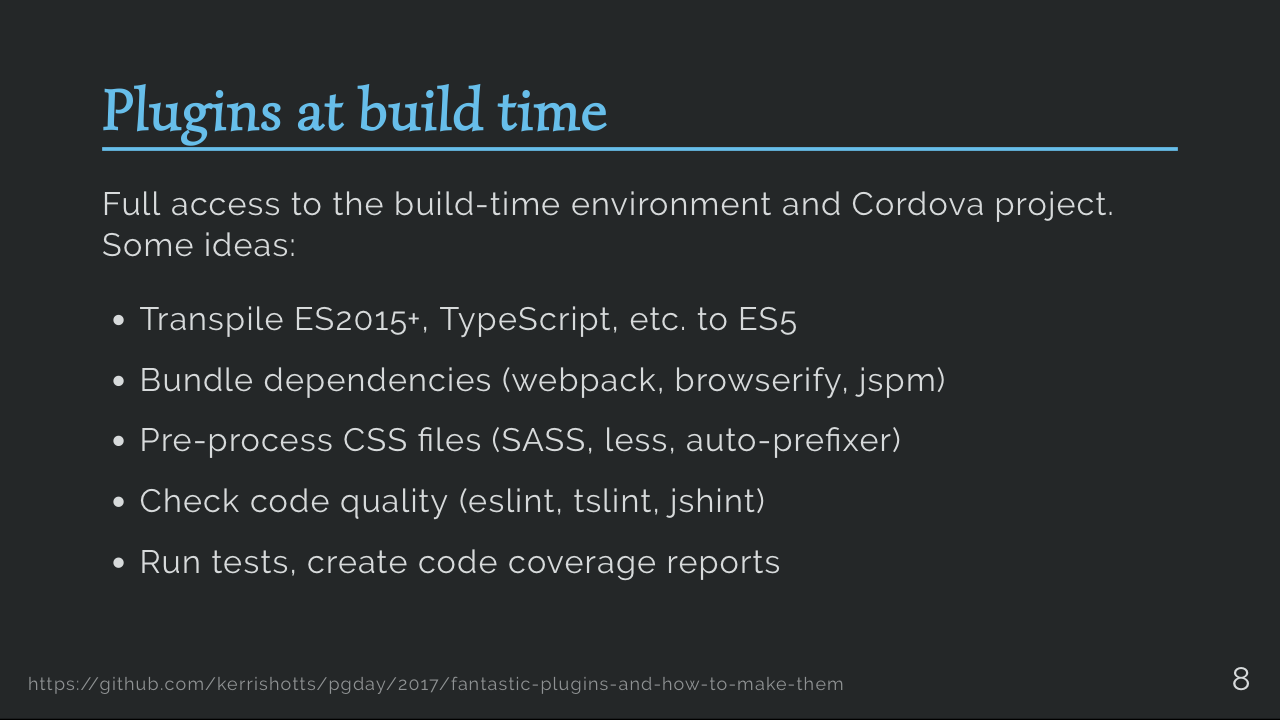 Plugins at build time
Full access to the build-time environment and Cordova project.
Some ideas:
• Transpile ES2015+, TypeScript, etc. to ES5
• Bundle dependencies (webpack, browserify, jspm)
• Pre-process CSS files (SASS, less, auto-prefixer)
• Check code quality (eslint, tslint, jshint)
• Run tests, create code coverage reports
https://github.com/kerrishotts/pgday/2017/fantastic-plugins-and-how-to-make-them
8